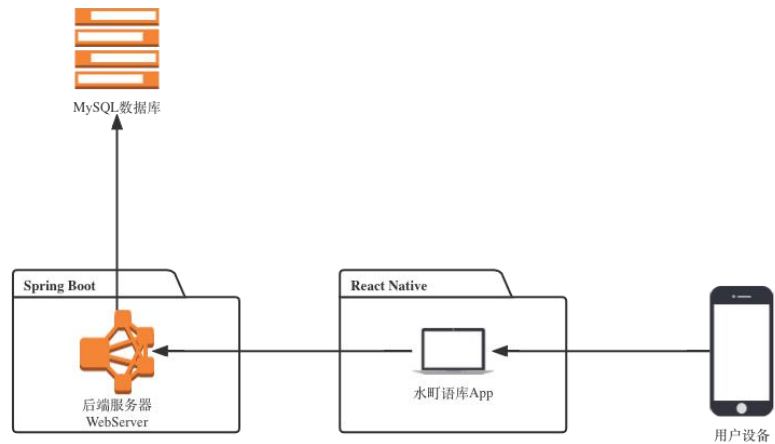 MySQL数据库
Spring Boot
React Native
后端服务器
WebServer
水町语库App
用户设备